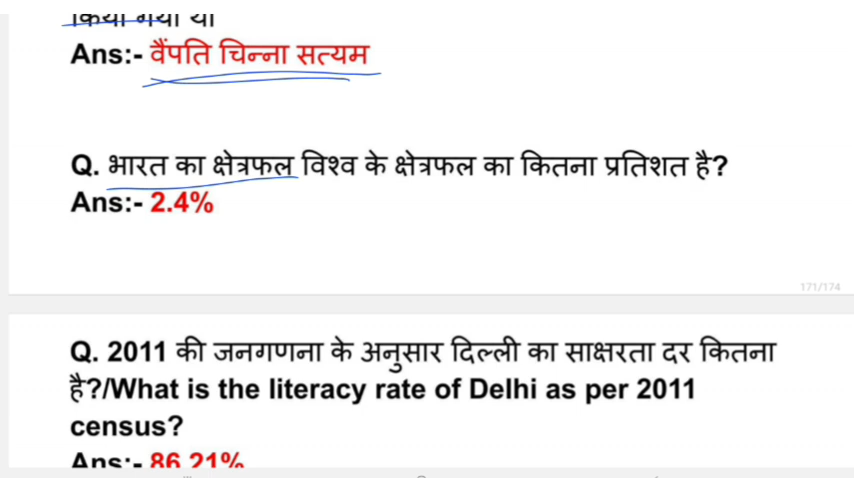 किया गया था
Ans:- वैंपति चिन्ना सत्यम
Q. भारत का क्षेत्रफल विश्व के क्षेत्रफल का कितना प्रतिशत है?
Ans:- 2.4%
171/174
Q. 2011 की जनगणना के अनुसार दिल्ली का साक्षरता दर कितना
है?/What is the literacy rate of Delhi as per 2011
census?
Ans:- 86.21%